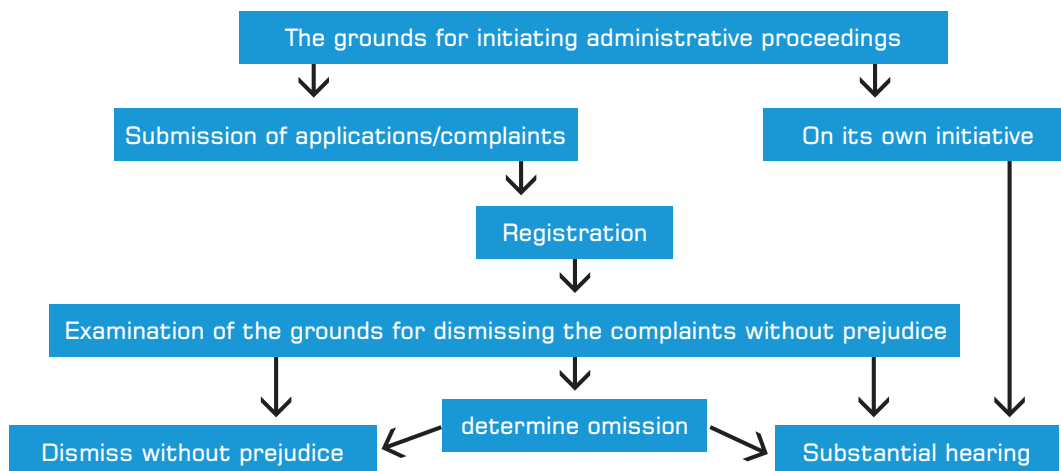 The grounds for initiating administrative proceedings
Submission of applications/complaints
On its own initiative
Registration
Examination of the grounds for dismissing the complaints without prejudice
determine omission
Dismiss without prejudice
Substantial hearing